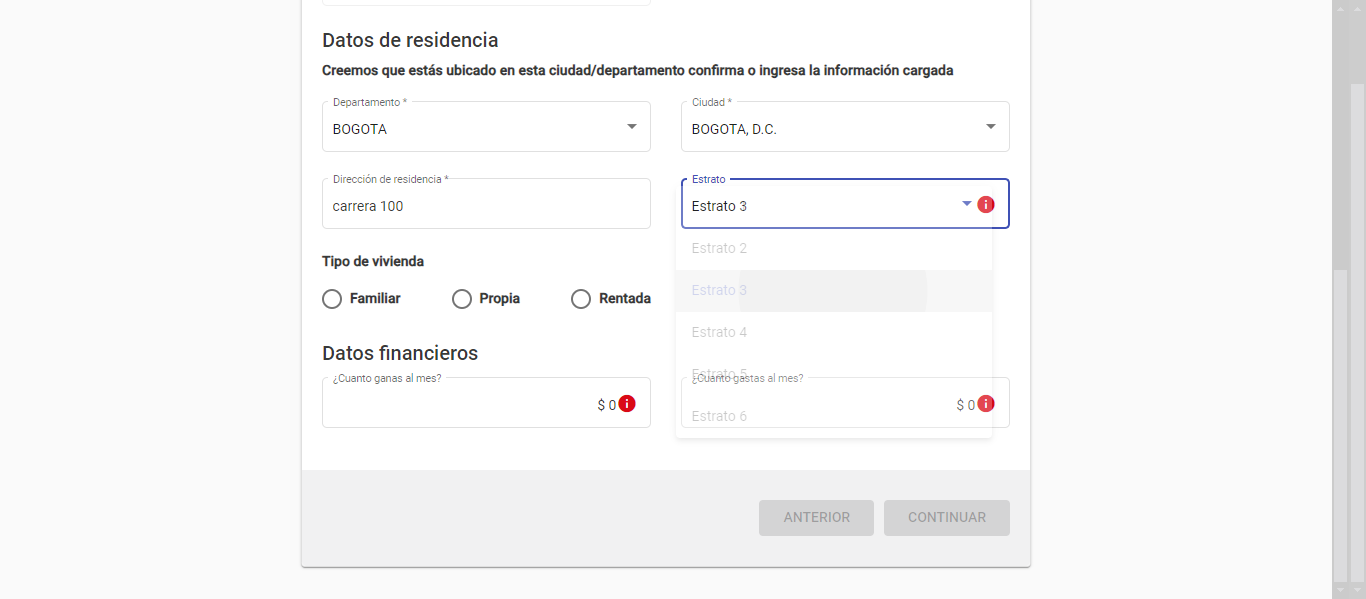 Datos de residencia
Creemos que estás ubicado en esta ciudad/departamento confirma o ingresa la información cargada
Departamento *
BOGOTA
Ciudad *
BOGOTA, D.C.
Dirección de residencia *
carrera 100
Estrato
Estrato 3
Estrato 2
Estrato 3
Estrato 4
Estrato 5
Estrato 6
Tipo de vivienda
Familiar
Propia
Rentada
Datos financieros
¿Cuanto ganas al mes?
$ 0
¿Cuanto gastas al mes?
$ 0
ANTERIOR
CONTINUAR